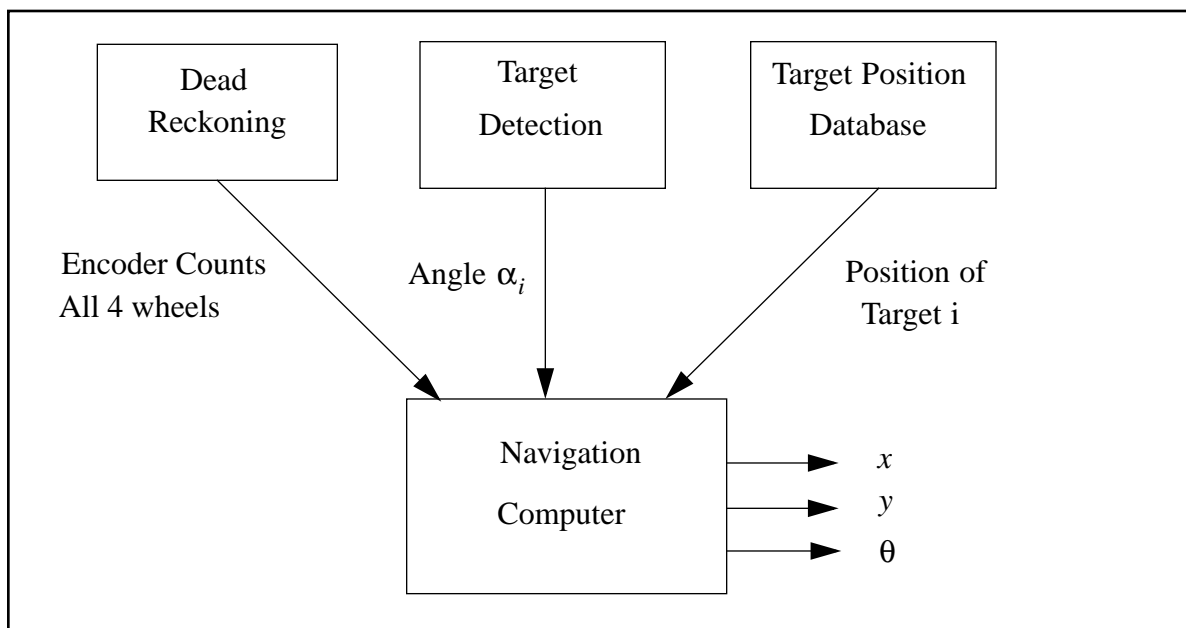 Dead
Reckoning
Target
Detection
Target Position
Database
Encoder Counts
All 4 wheels
Angle αᵢ
Position of
Target i
Navigation
Computer
x
y
θ